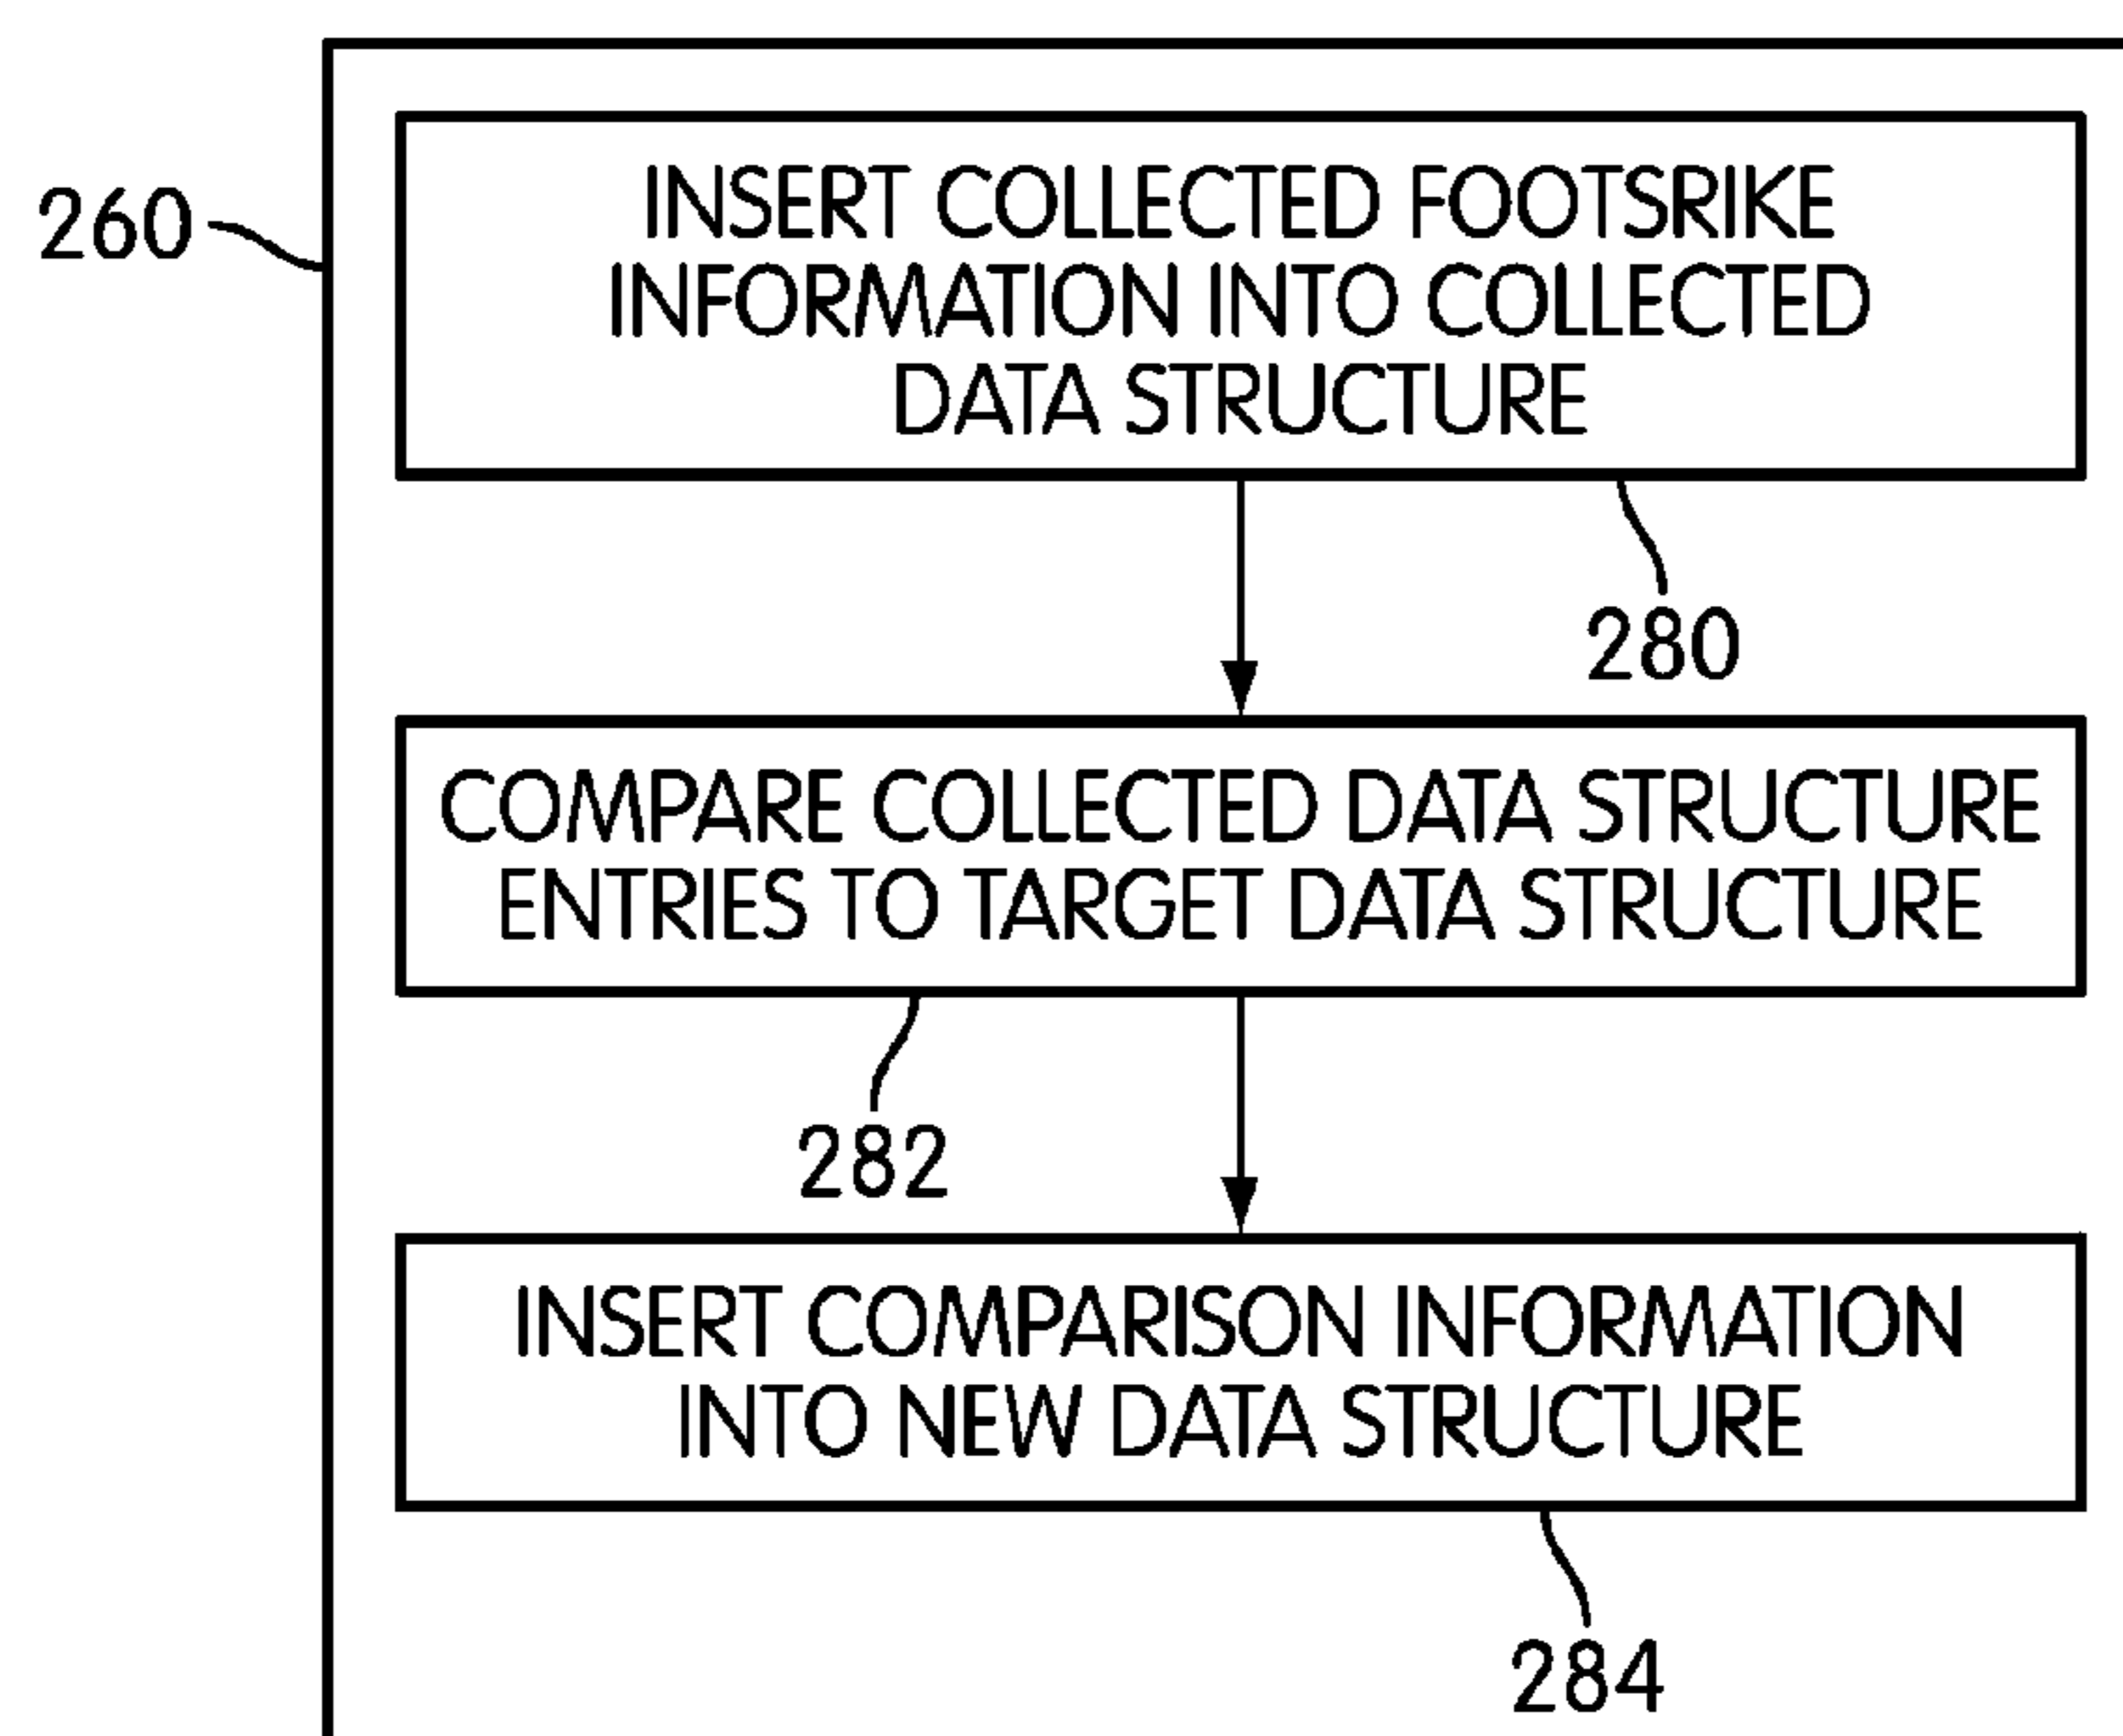 260
INSERT COLLECTED FOOTSRIKE
INFORMATION INTO COLLECTED
DATA STRUCTURE
280
COMPARE COLLECTED DATA STRUCTURE
ENTRIES TO TARGET DATA STRUCTURE
282
INSERT COMPARISON INFORMATION
INTO NEW DATA STRUCTURE
284